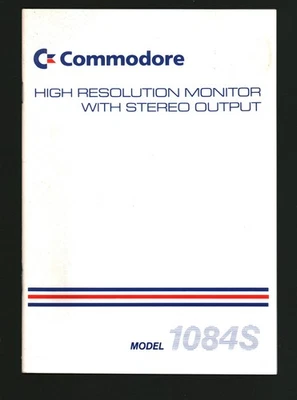 Commodore
HIGH RESOLUTION MONITOR
WITH STEREO OUTPUT
MODEL 1084S